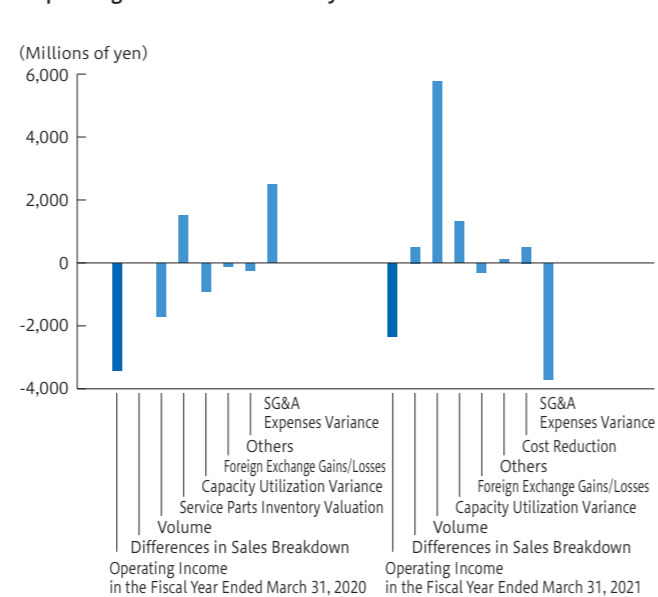 (Millions of yen)
6,000
4,000
2,000
0
-2,000
-4,000
SG&A
Expenses Variance
Others
Foreign Exchange Gains/Losses
Capacity Utilization Variance
Service Parts Inventory Valuation
Volume
Differences in Sales Breakdown
Operating Income
in the Fiscal Year Ended March 31, 2020
SG&A
Expenses Variance
Cost Reduction
Others
Foreign Exchange Gains/Losses
Capacity Utilization Variance
Volume
Differences in Sales Breakdown
Operating Income
in the Fiscal Year Ended March 31, 2021